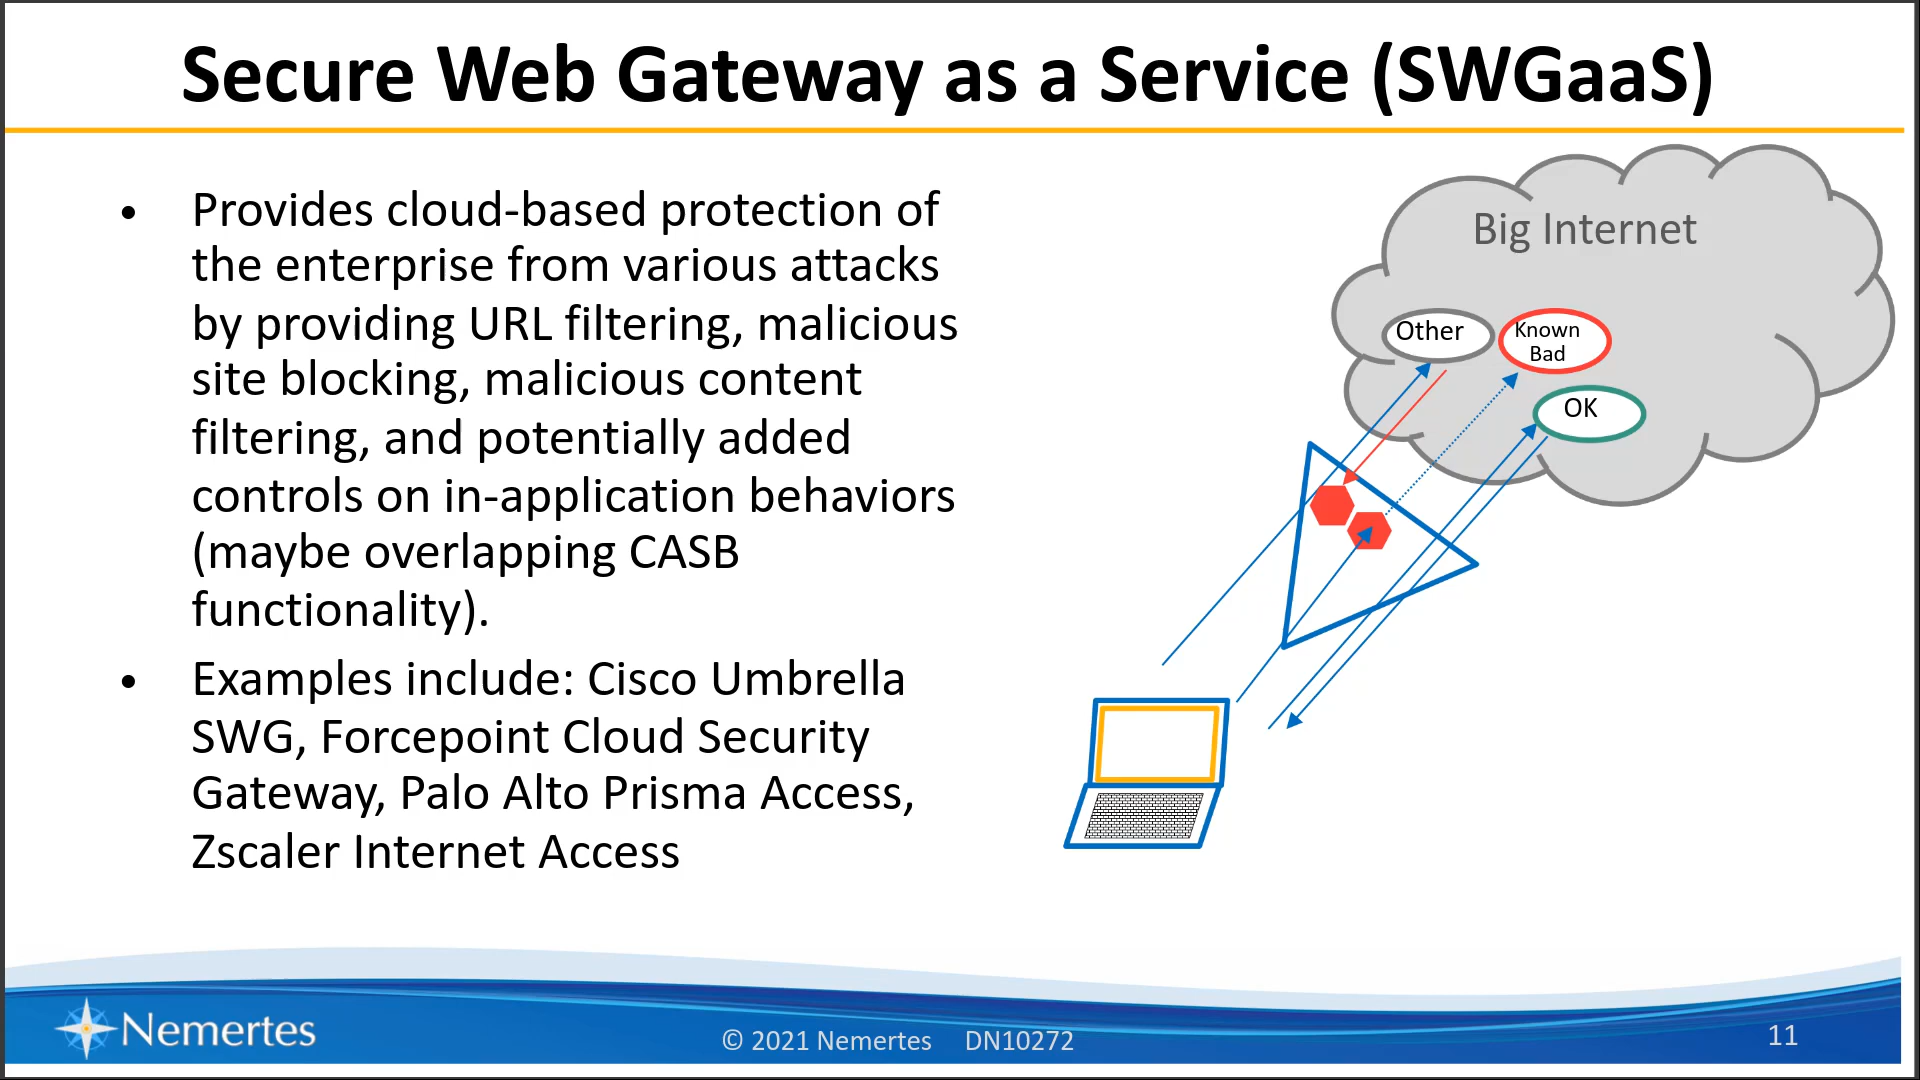 Secure Web Gateway as a Service (SWGaaS)
• Provides cloud-based protection of
the enterprise from various attacks
by providing URL filtering, malicious
site blocking, malicious content
filtering, and potentially added
controls on in-application behaviors
(maybe overlapping CASB
functionality).
• Examples include: Cisco Umbrella
SWG, Forcepoint Cloud Security
Gateway, Palo Alto Prisma Access,
Zscaler Internet Access
Big Internet
Other
Known
Bad
OK
Nemertes
© 2021 Nemertes DN10272
11